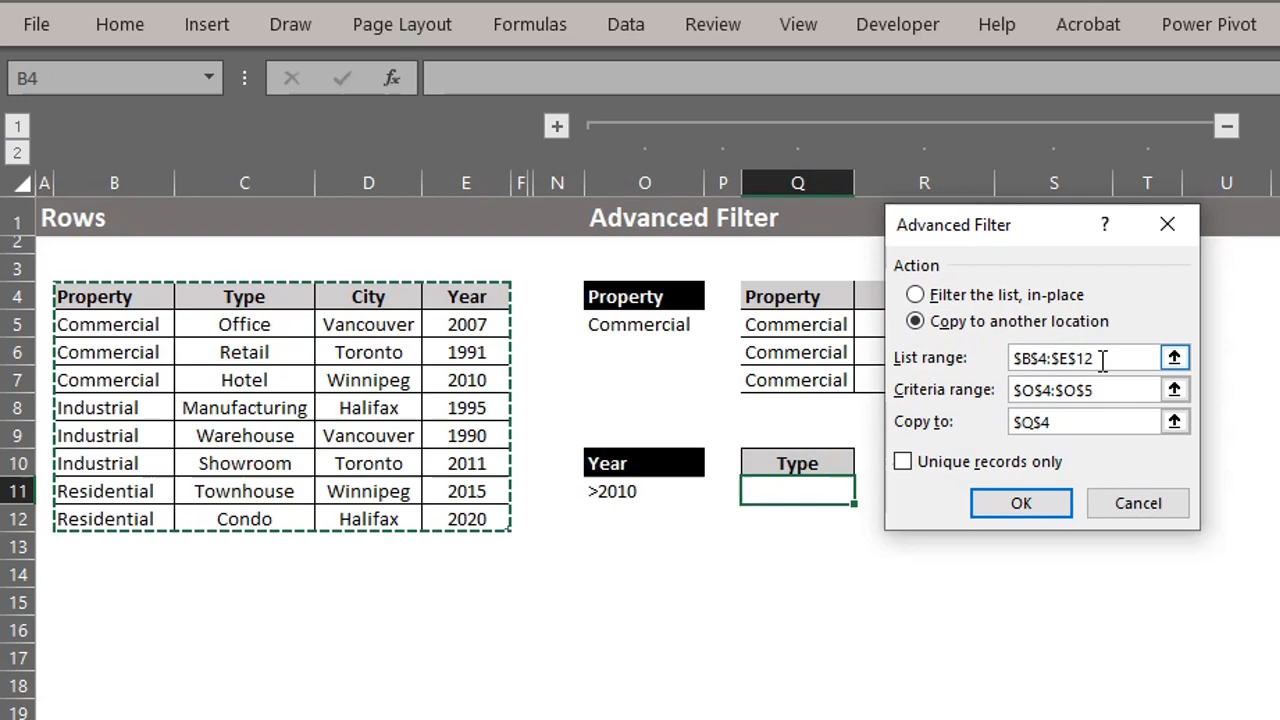 File Home Insert Draw Page Layout Formulas Data Review View Developer Help Acrobat Power Pivot
B4 fx
1
2
A B C D E F N O P Q R S T U
1 Rows Advanced Filter
2
3
4 Property Type City Year Property Property
5 Commercial Office Vancouver 2007 Commercial Commercial
6 Commercial Retail Toronto 1991 Commercial
7 Commercial Hotel Winnipeg 2010 Commercial
8 Industrial Manufacturing Halifax 1995
9 Industrial Warehouse Vancouver 1990
10 Industrial Showroom Toronto 2011 Year Type
11 Residential Townhouse Winnipeg 2015 >2010
12 Residential Condo Halifax 2020
13
14
15
16
17
18
19
Advanced Filter ?
Action
Filter the list, in-place
Copy to another location
List range: $B$4:$E$12
Criteria range: $O$4:$O$5
Copy to: $Q$4
Unique records only
OK Cancel